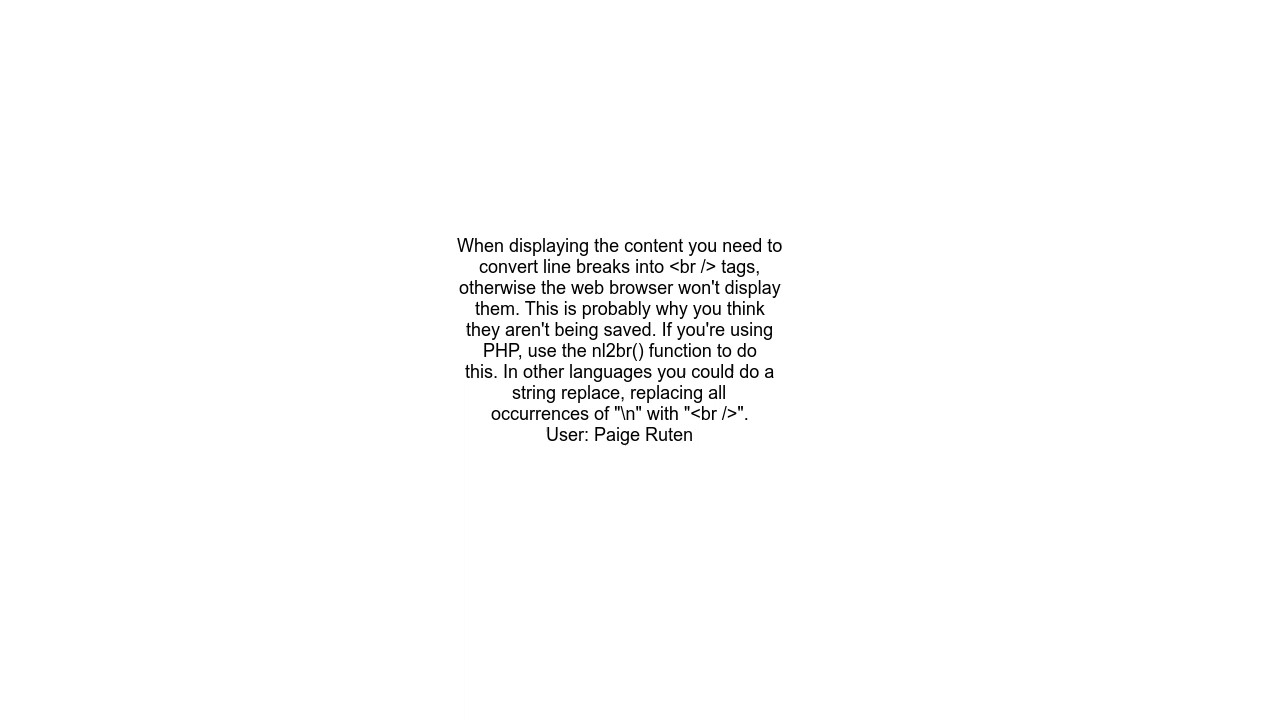 When displaying the content you need to
convert line breaks into <br /> tags,
otherwise the web browser won't display
them. This is probably why you think
they aren't being saved. If you're using
PHP, use the nl2br() function to do
this. In other languages you could do a
string replace, replacing all
occurrences of "\n" with "<br />".
User: Paige Ruten